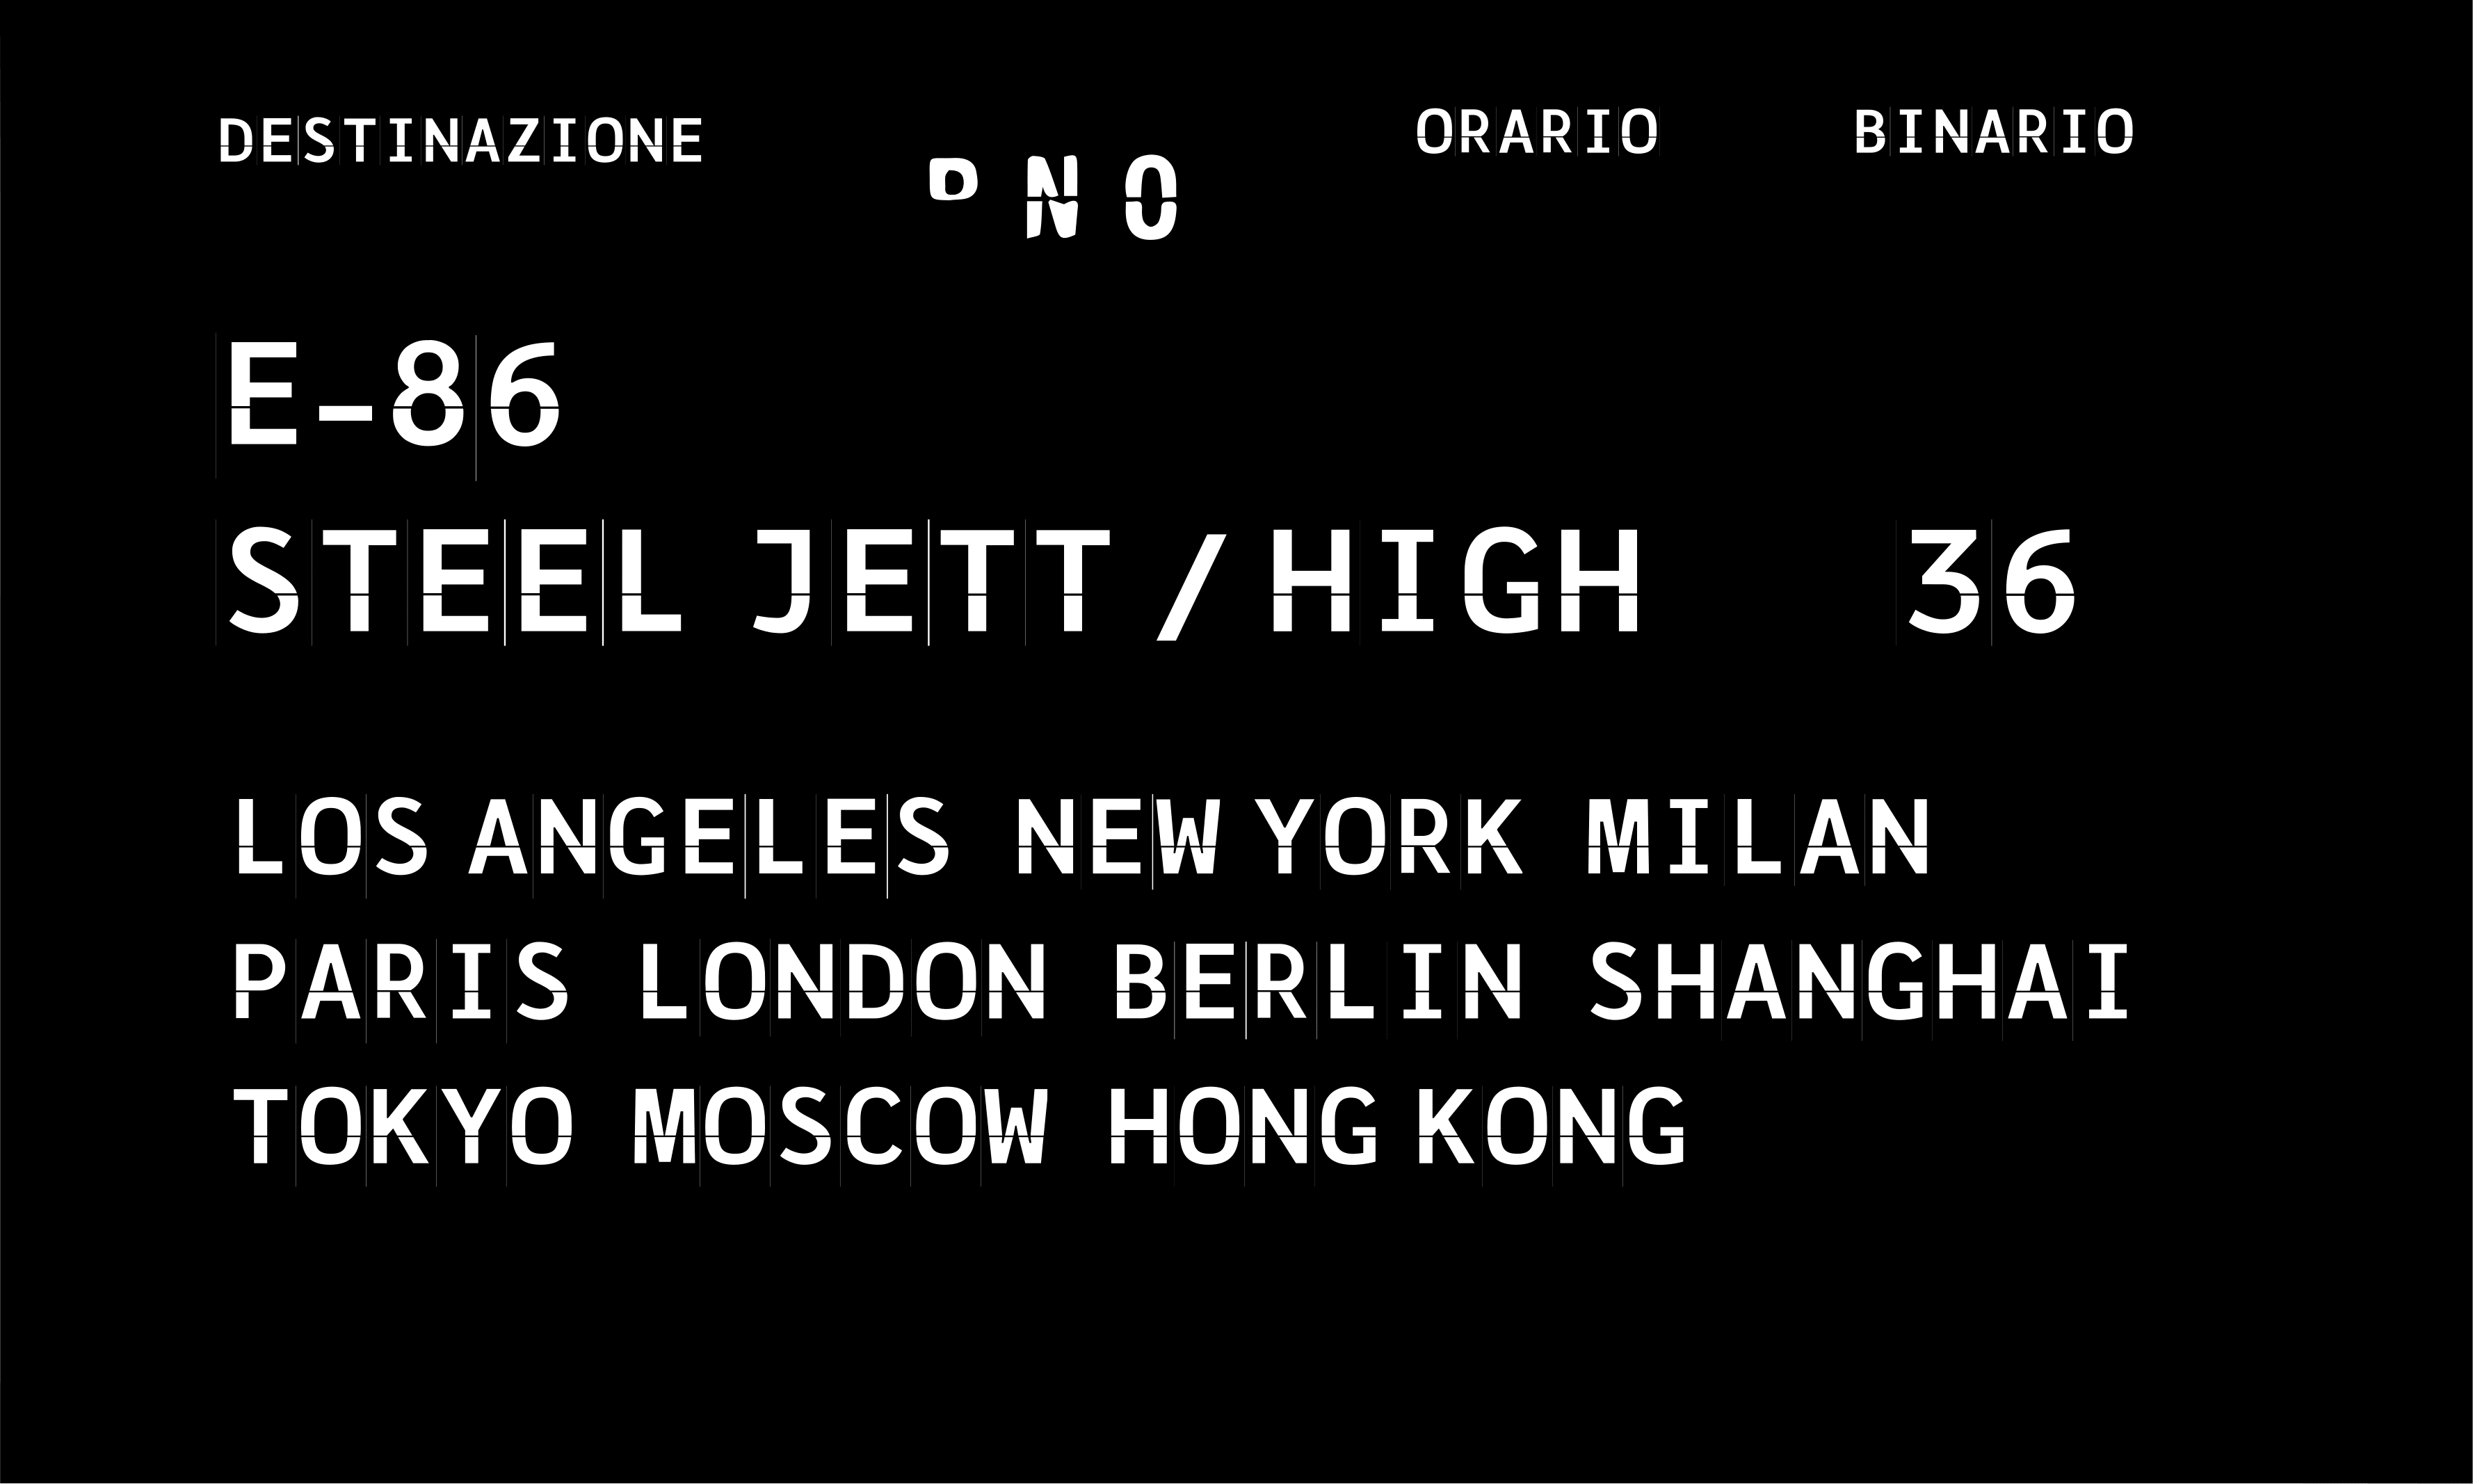 DESTINAZIONE ORARIO BINARIO
NO
E-86
STEEL JETT / HIGH 36
LOS ANGELES NEW YORK MILAN
PARIS LONDON BERLIN SHANGHAI
TOKYO MOSCOW HONG KONG